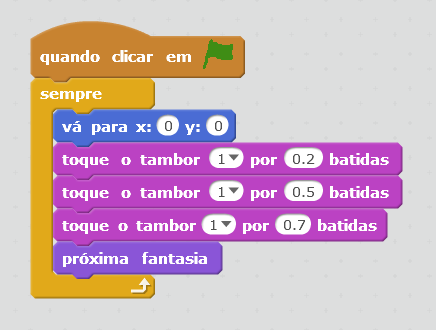 quando clicar em
sempre
vá para x: 0 y: 0
toque o tambor 1 por 0.2 batidas
toque o tambor 1 por 0.5 batidas
toque o tambor 1 por 0.7 batidas
próxima fantasia